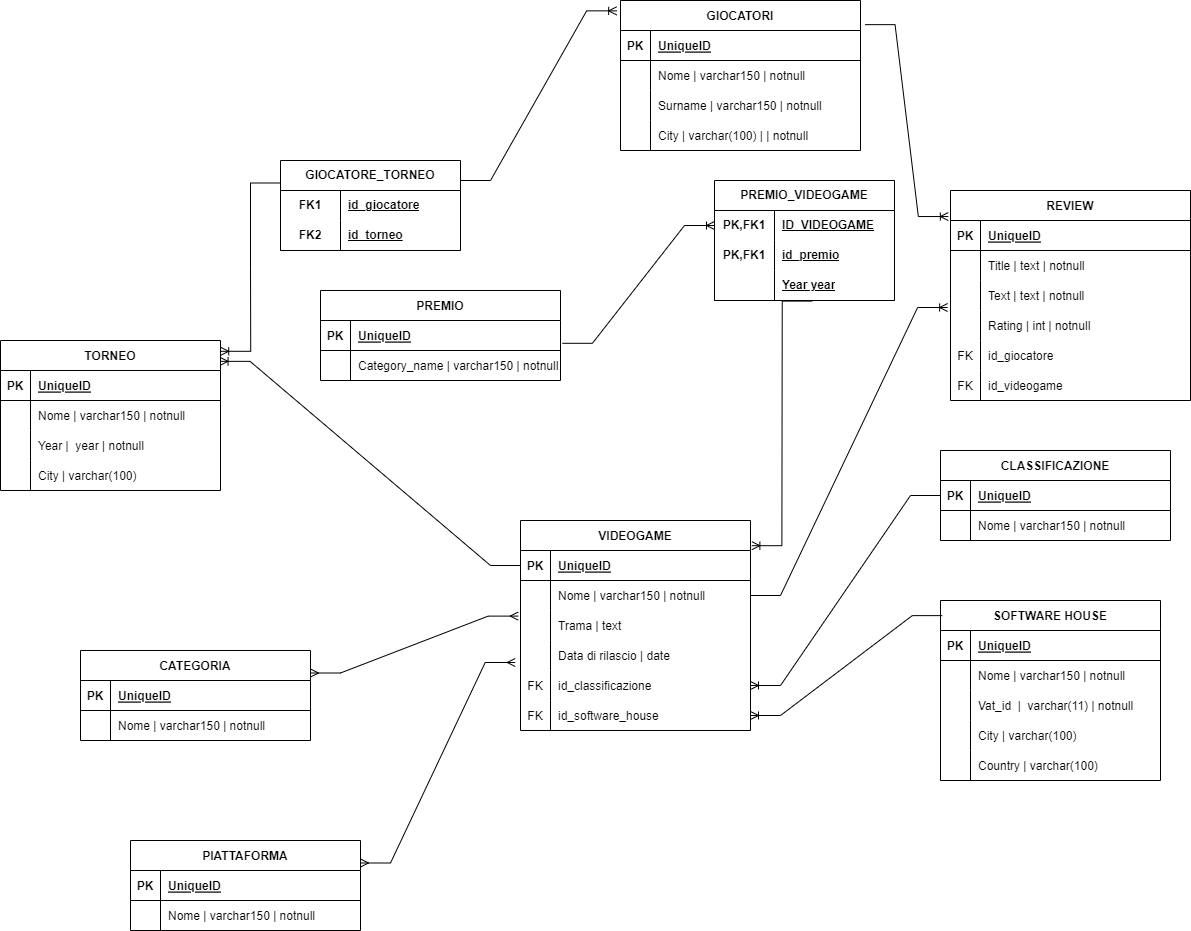 GIOCATORI
PK UniqueID
Nome | varchar150 | notnull
Surname | varchar150 | notnull
City | varchar(100) | | notnull
GIOCATORE_TORNEO
FK1 id_giocatore
FK2 id_torneo
PREMIO_VIDEOGAME
PK,FK1 ID_VIDEOGAME
PK,FK1 id_premio
Year year
REVIEW
PK UniqueID
Title | text | notnull
Text | text | notnull
Rating | int | notnull
FK id_giocatore
FK id_videogame
PREMIO
PK UniqueID
Category_name | varchar150 | notnull
TORNEO
PK UniqueID
Nome | varchar150 | notnull
Year | year | notnull
City | varchar(100)
CLASSIFICAZIONE
PK UniqueID
Nome | varchar150 | notnull
VIDEOGAME
PK UniqueID
Nome | varchar150 | notnull
Trama | text
Data di rilascio | date
FK id_classificazione
FK id_software_house
SOFTWARE HOUSE
PK UniqueID
Nome | varchar150 | notnull
Vat_id | varchar(11) | notnull
City | varchar(100)
Country | varchar(100)
CATEGORIA
PK UniqueID
Nome | varchar150 | notnull
PIATTAFORMA
PK UniqueID
Nome | varchar150 | notnull